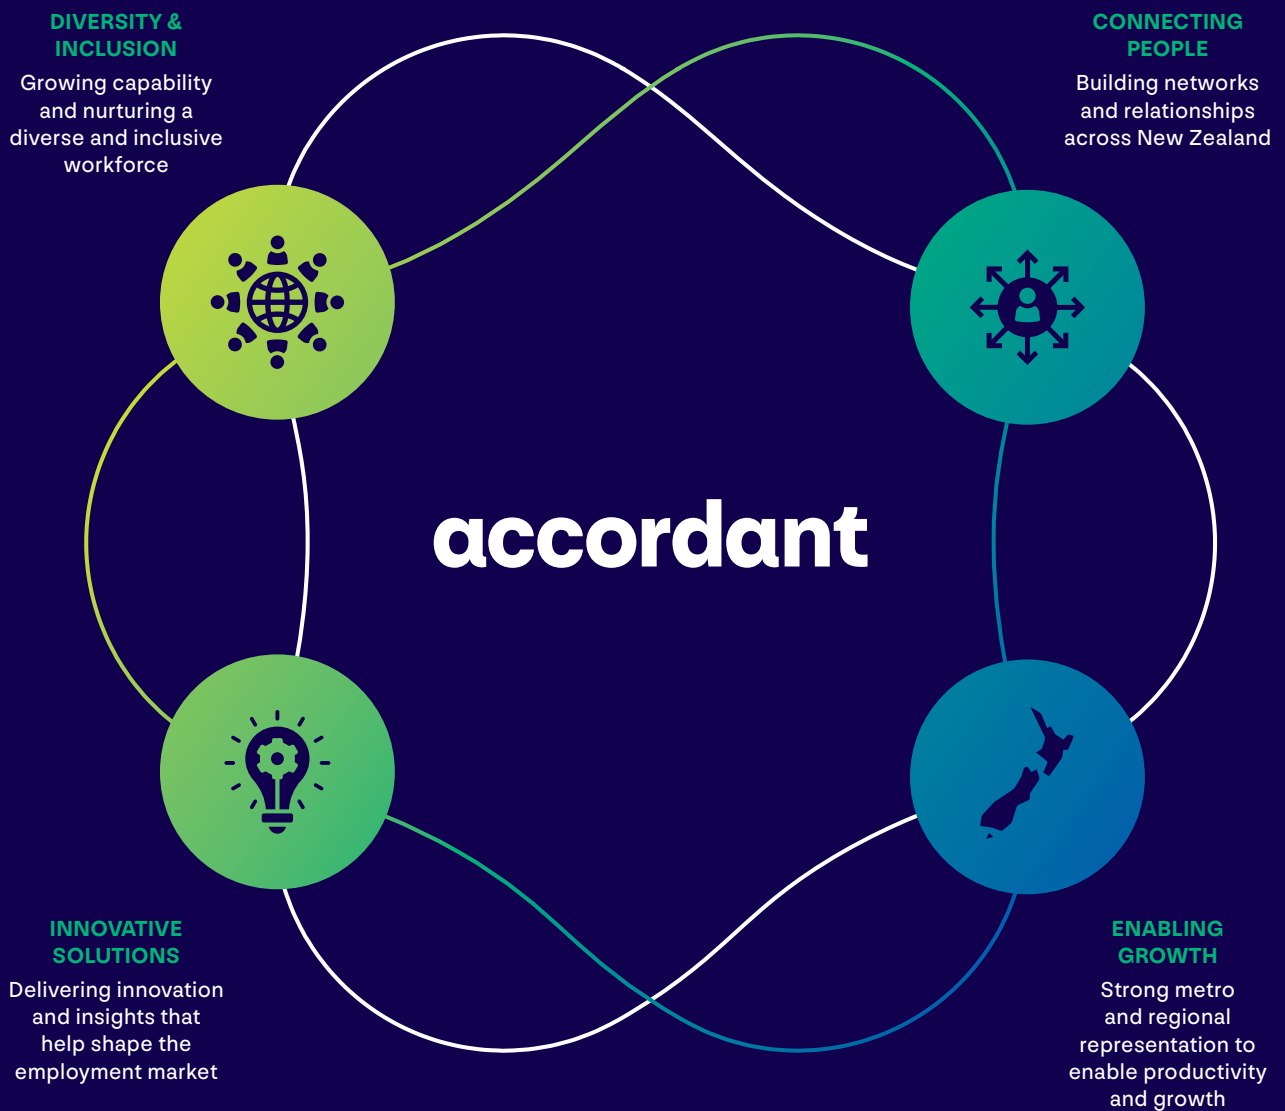 DIVERSITY &
INCLUSION
Growing capability
and nurturing a
diverse and inclusive
workforce
CONNECTING
PEOPLE
Building networks
and relationships
across New Zealand
accordant
INNOVATIVE
SOLUTIONS
Delivering innovation
and insights that
help shape the
employment market
ENABLING
GROWTH
Strong metro
and regional
representation to
enable productivity
and growth